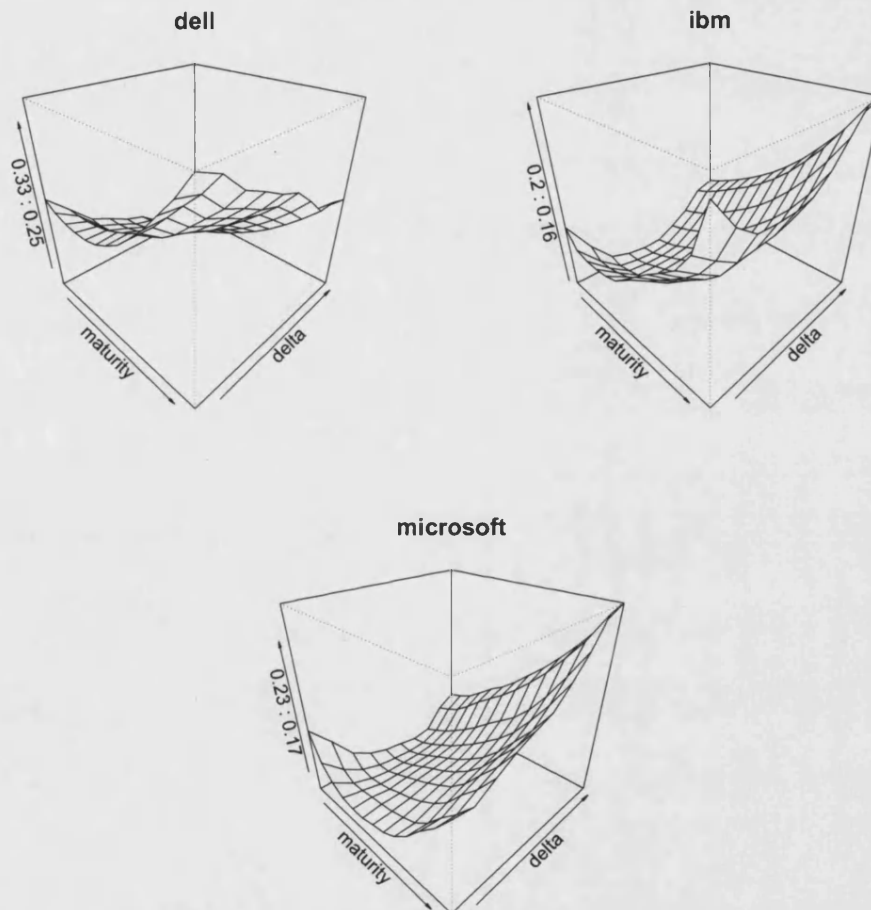 dell
0.33 : 0.25
maturity
delta
ibm
0.2 : 0.16
maturity
delta
microsoft
0.23 : 0.17
maturity
delta